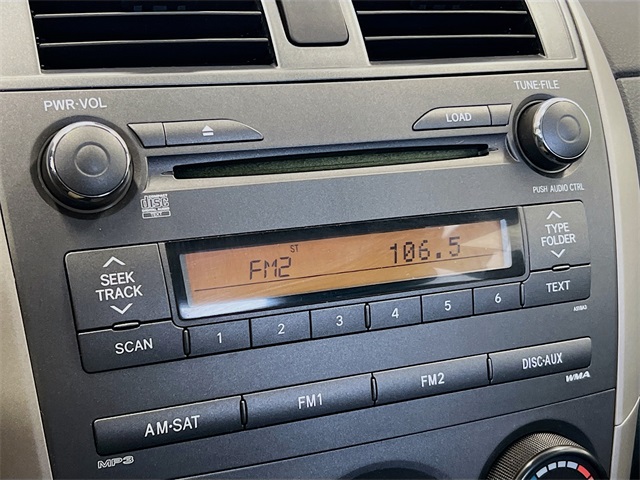 PWR·VOL
TUNE·FILE
LOAD
PUSH AUDIO CTRL
disc
TEXT
SEEK
TRACK
ST
FM2 106.5
TYPE
FOLDER
SCAN
1 2 3 4 5 6
TEXT
AM·SAT
FM1
FM2
DISC·AUX
MP3
WMA